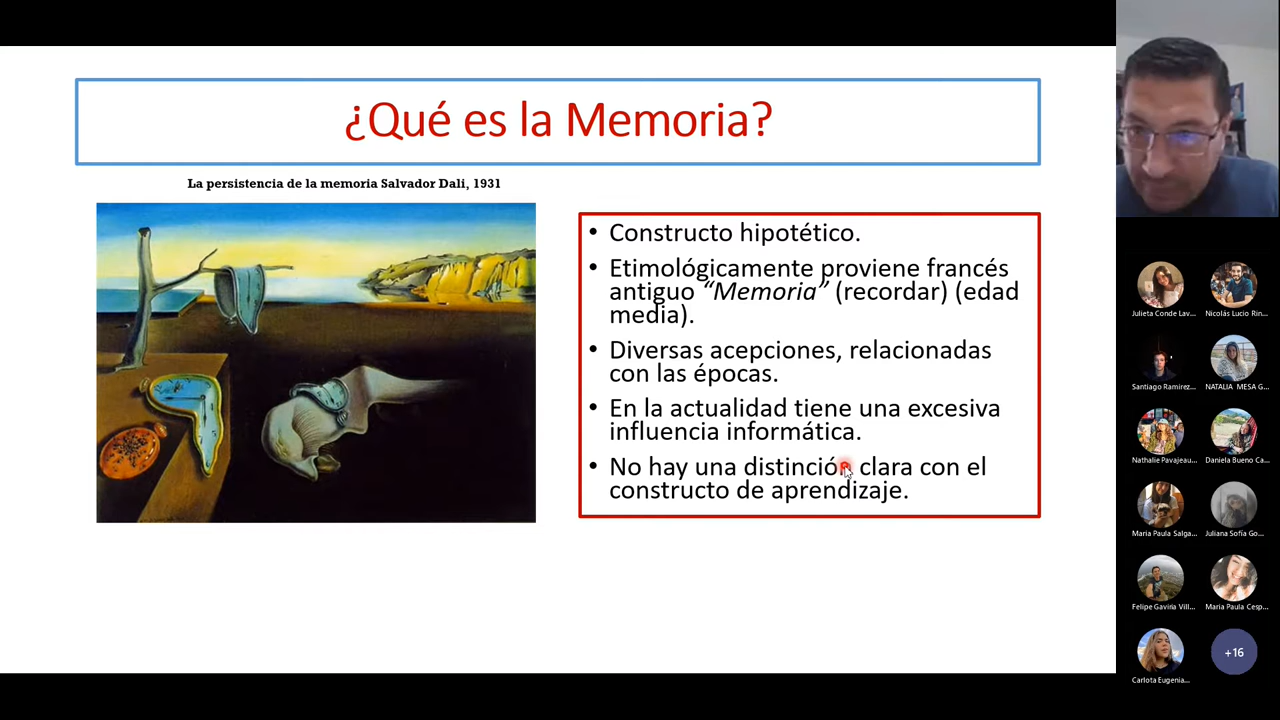 ¿Qué es la Memoria?
La persistencia de la memoria Salvador Dali, 1931
• Constructo hipotético.
• Etimológicamente proviene francés
antiguo “Memoria” (recordar) (edad
media).
• Diversas acepciones, relacionadas
con las épocas.
• En la actualidad tiene una excesiva
influencia informática.
• No hay una distinción clara con el
constructo de aprendizaje.
Julieta Conde Lav...
Nicolás Lucio Rin...
Santiago Ramirez...
NATALIA MESA G...
Nathalie Pavajeau...
Daniela Bueno Ca...
Maria Paula Salga...
Juliana Sofía Go...
Felipe Gaviria Vill...
Maria Paula Cesp...
Carlota Eugenia...
+16